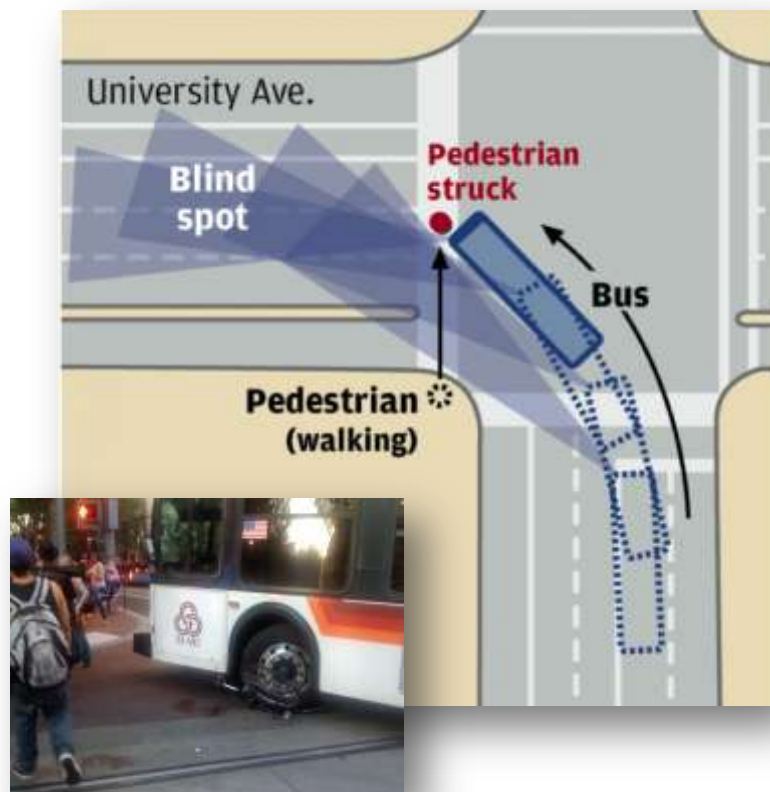 University Ave.
Blind
spot
Pedestrian
struck
Bus
Pedestrian
(walking)